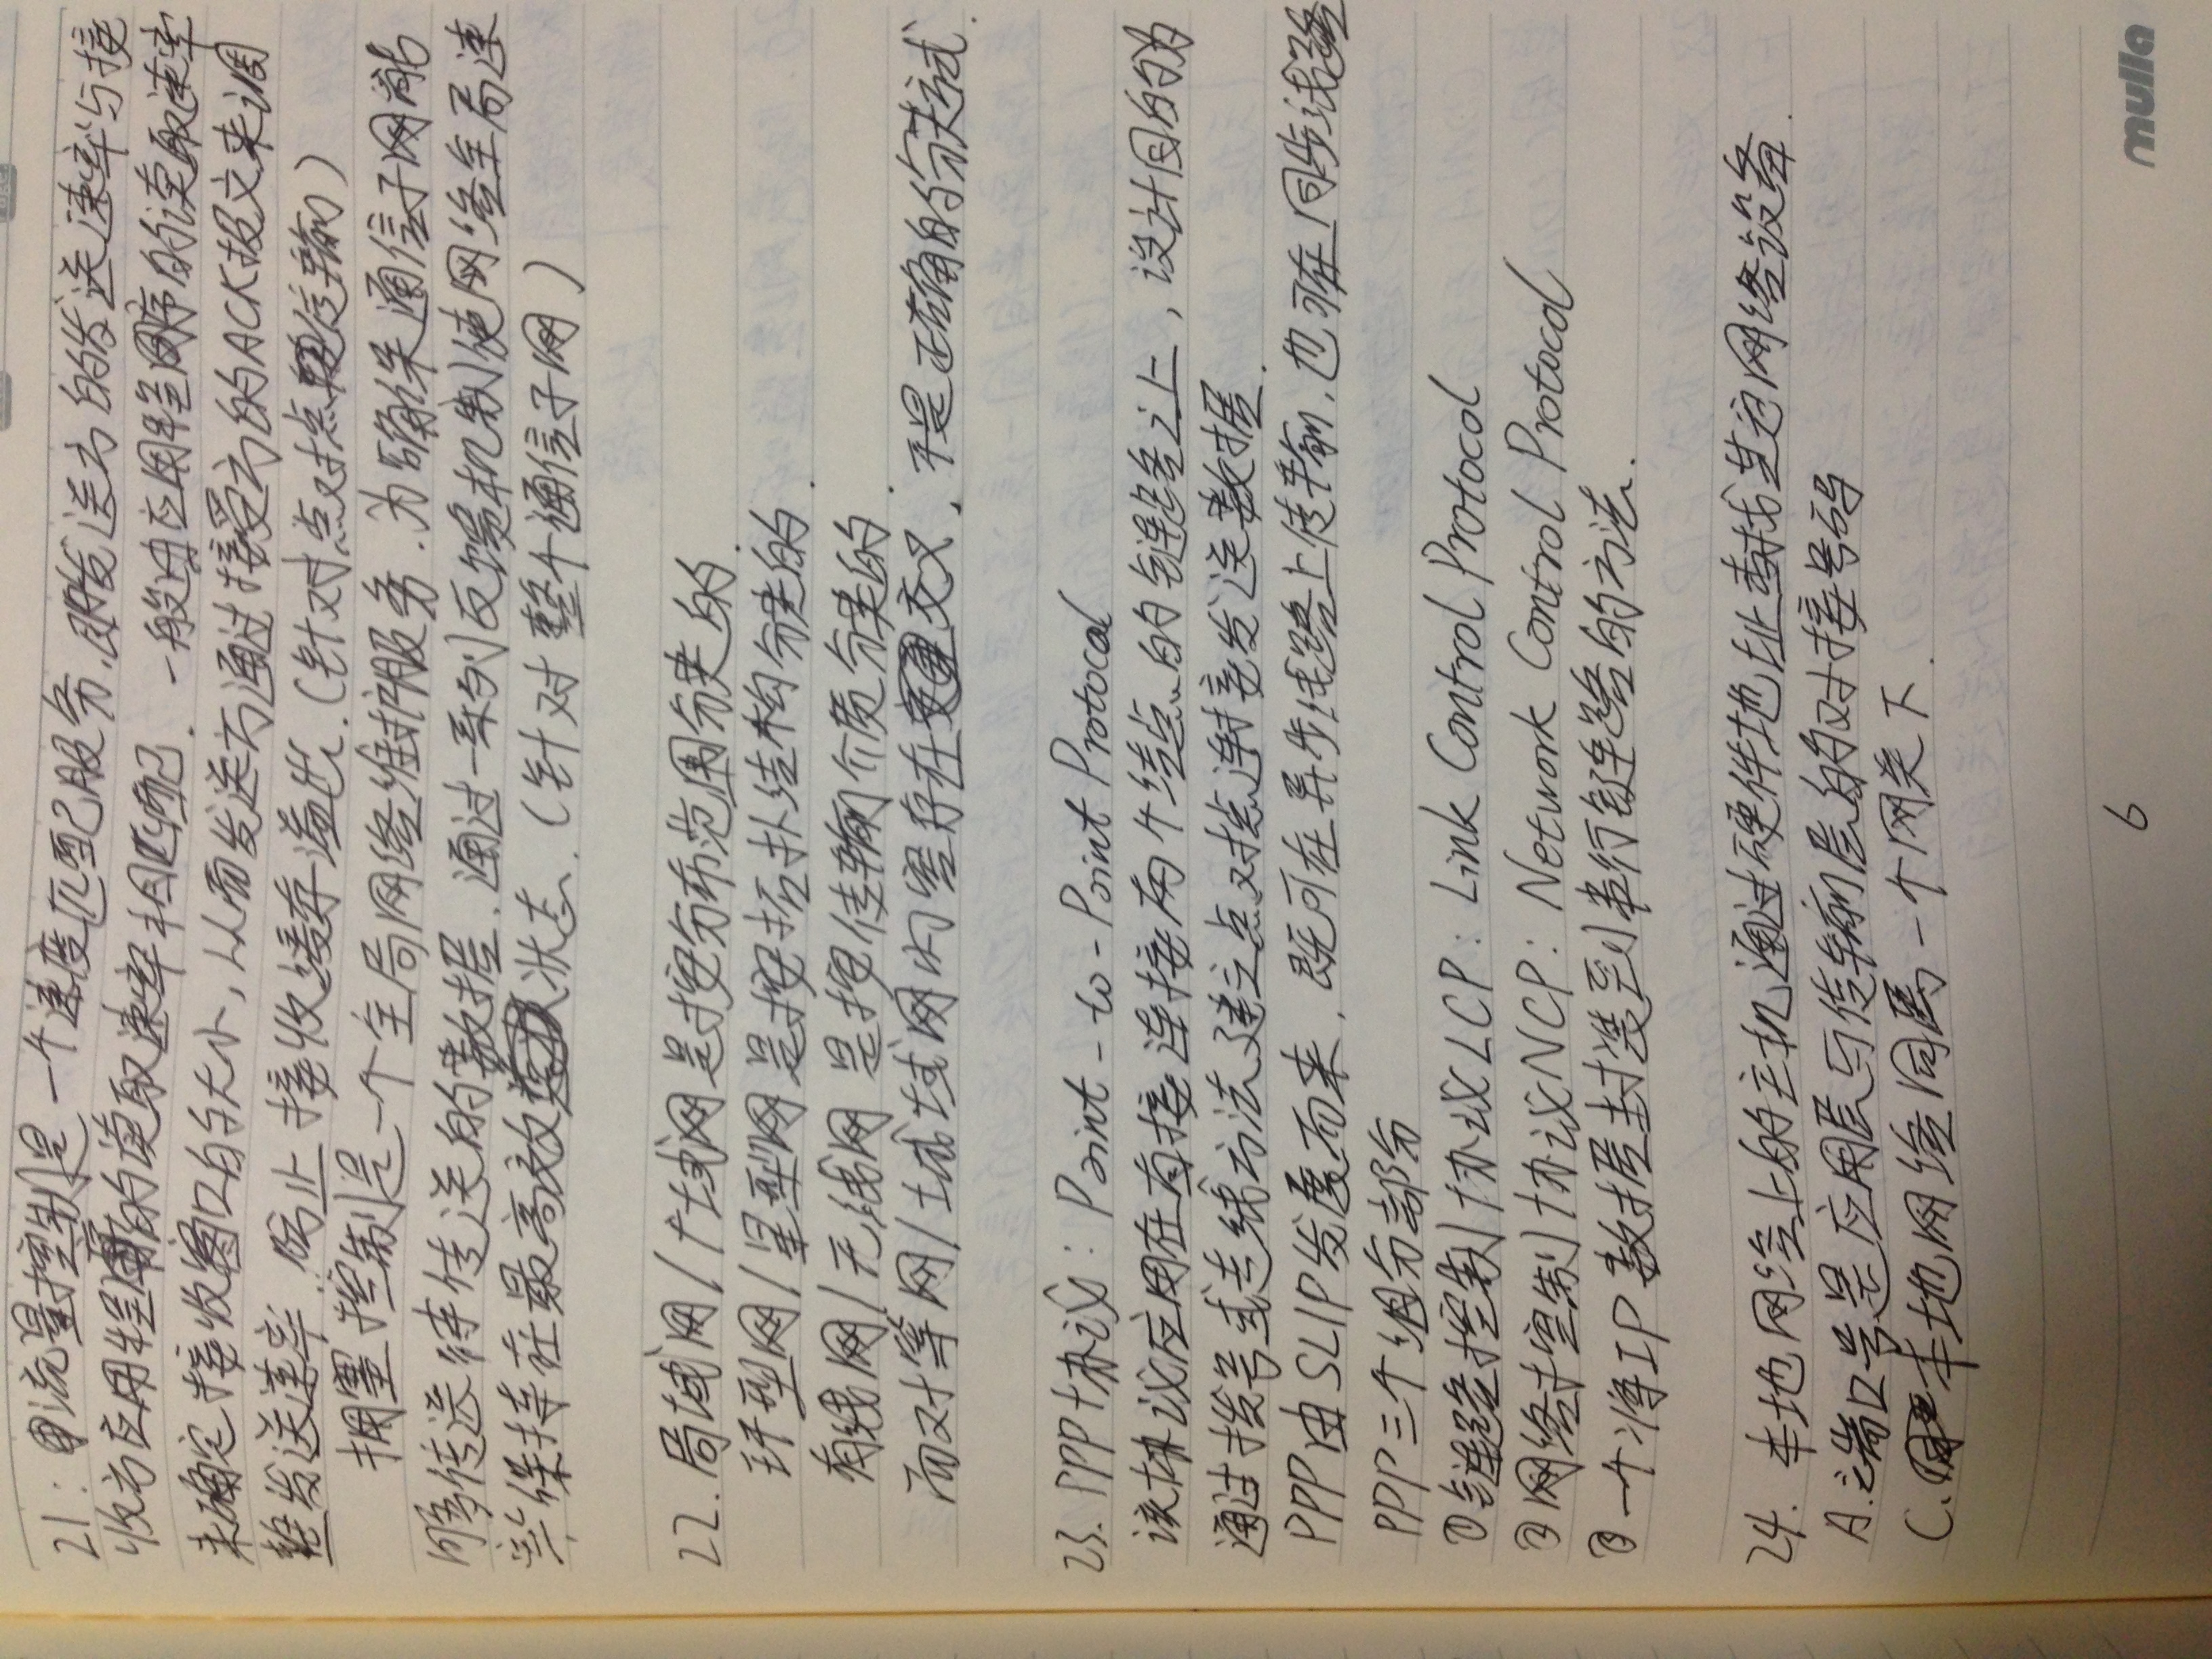 21: 流量控制是一个速度匹配服务.即发送方的发送速率与接
收方应用程序的读取速率相匹配.一般由应用程序的读取速率
来确定接收窗口的大小,从而发送方通过接受方的ACK报文来调
整发送速率.防止接收缓存溢出.(针对点对点传输)
拥塞控制是一个全局网络维护服务.为确保通信子网能
够传送待传送的数据.通过一系列反馈机制使网络全局速
率保持在最高效状态.(针对整个通信子网)
22.局域网/广域网是按分布范围分类的.
环型网/星型网是按拓扑结构分类的.
有线网/无线网是按传输介质分类的.
而对等网/城域网内容存在交叉,不是正确的分类方式.
23.PPP协议:Point-to-Point Protocal
该协议应用在直接连接两个结点的链路之上,设计目的为
通过拨号或专线方法建立点对点连接发送数据.
PPP由SLIP发展而来.既可在异步线路上传输.也可在同步线路
PPP三个组分部分
①链路控制协议LCP:Link Control Protocol
②网络控制协议NCP:Network Control Protocol
③一个将IP数据封装到串行链路的方法.
24.本地网络上的主机通过硬件地址查找其它网络设备.
A.端口号是应用层与传输层的对接号码
C.本地网络同属一个网关下.
6
mulla